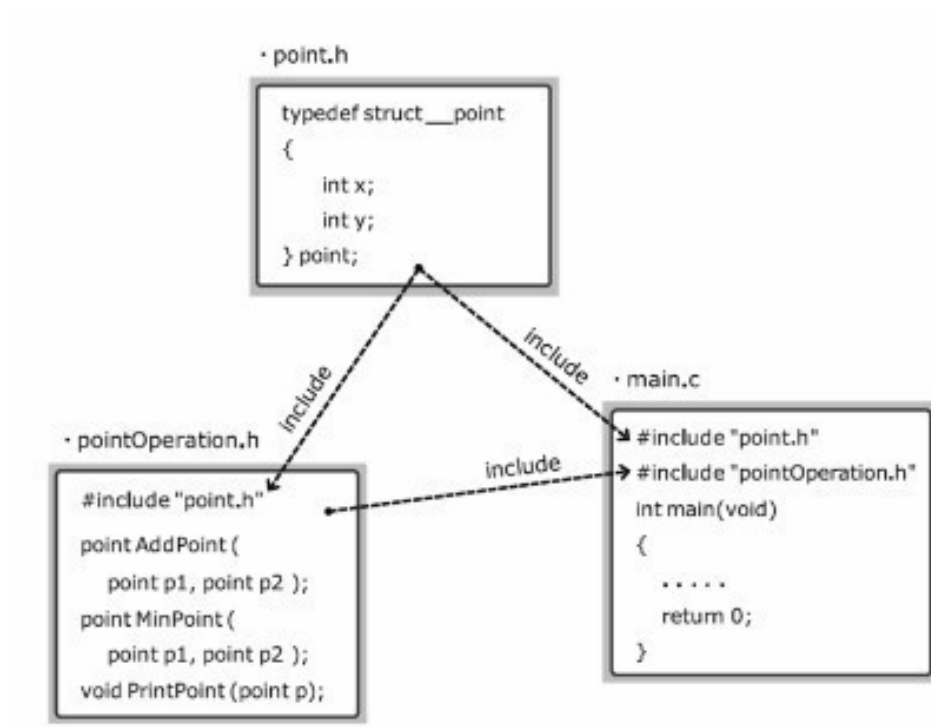 · point.h
typedef struct __point
{
int x;
int y;
} point;
include
include
· main.c
#include "point.h"
#include "pointOperation.h"
int main(void)
{
. . . . .
return 0;
}
· pointOperation.h
include
#include "point.h"
point AddPoint (
point p1, point p2 );
point MinPoint (
point p1, point p2 );
void PrintPoint (point p);